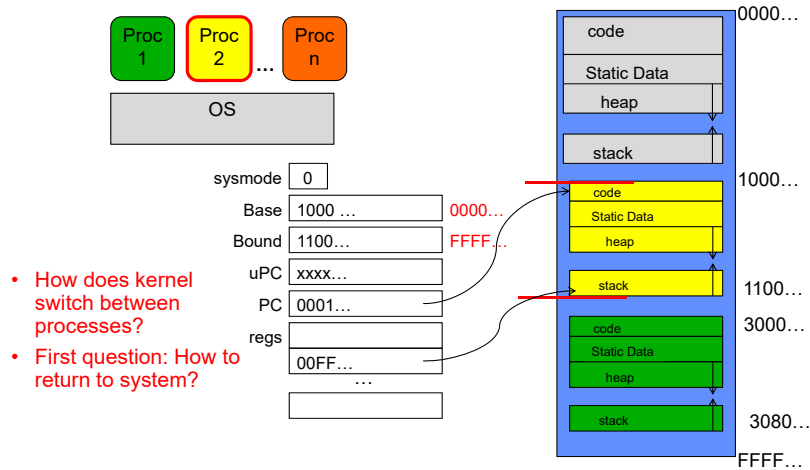 Proc
1
Proc
2
...
Proc
n
OS
sysmode
0
Base
1000 ...
0000...
Bound
1100...
FFFF...
uPC
xxxx...
PC
0001...
regs
00FF...
...
• How does kernel
switch between
processes?
• First question: How to
return to system?
code
Static Data
heap
stack
code
Static Data
heap
stack
code
Static Data
heap
stack
0000...
1000...
1100...
3000...
3080...
FFFF...